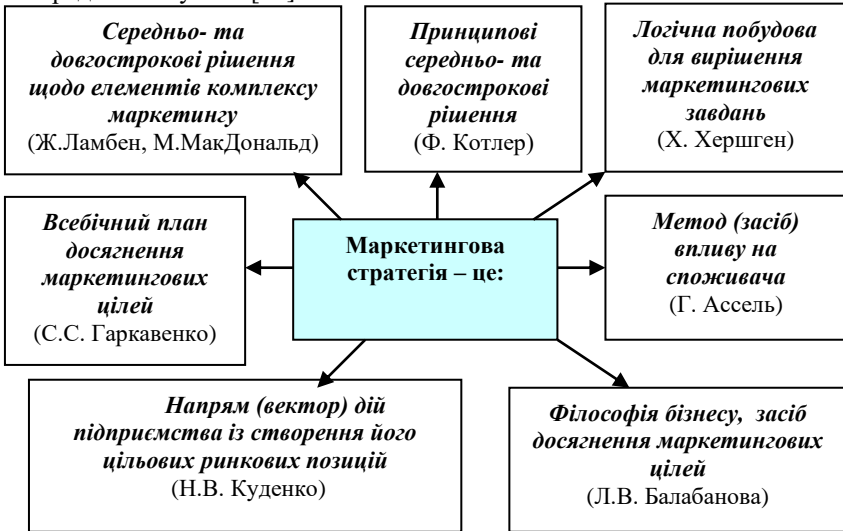 Середньо- та
довгострокові рішення
щодо елементів комплексу
маркетингу
(Ж.Ламбен, М.МакДональд)
Принципові
середньо- та
довгострокові
рішення
(Ф. Котлер)
Логічна побудова
для вирішення
маркетингових
завдань
(Х. Хершген)
Всебічний план
досягнення
маркетингових
цілей
(С.С. Гаркавенко)
Маркетингова
стратегія – це:
Метод (засіб)
впливу на
споживача
(Г. Ассель)
Напрям (вектор) дій
підприємства із створення його
цільових ринкових позицій
(Н.В. Куденко)
Філософія бізнесу, засіб
досягнення маркетингових
цілей
(Л.В. Балабанова)